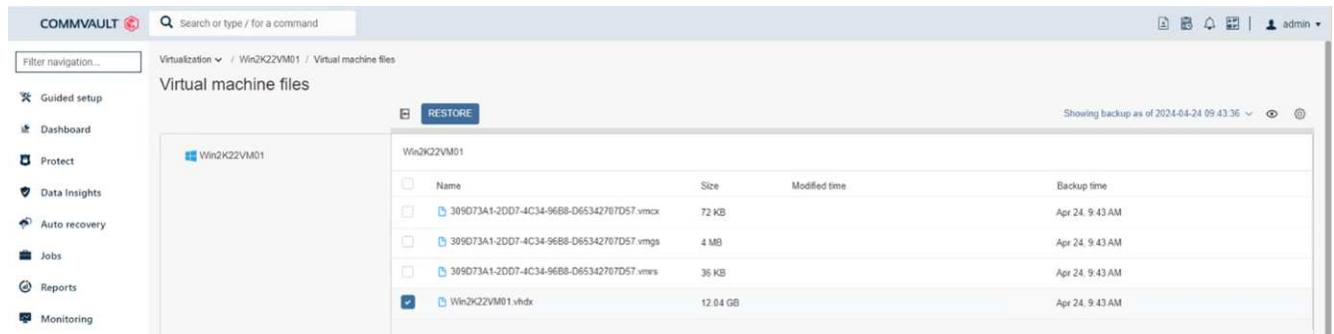 COMMVAULT Search or type / for a command admin
Filter navigation... Virtualization / Win2K22VM01 / Virtual machine files
Virtual machine files
Guided setup
RESTORE Showing backup as of 2024-04-24 09:43:36
Dashboard
Protect Win2K22VM01 Win2K22VM01
Name Size Modified time Backup time
Data Insights
309D73A1-2DD7-4C34-96B8-D65342707D57.vmcx 72 KB Apr 24, 9:43 AM
Auto recovery
309D73A1-2DD7-4C34-96B8-D65342707D57.vmgs 4 MB Apr 24, 9:43 AM
Jobs
309D73A1-2DD7-4C34-96B8-D65342707D57.vmrs 36 KB Apr 24, 9:43 AM
Reports
Win2K22VM01.vhdx 12.04 GB Apr 24, 9:43 AM
Monitoring